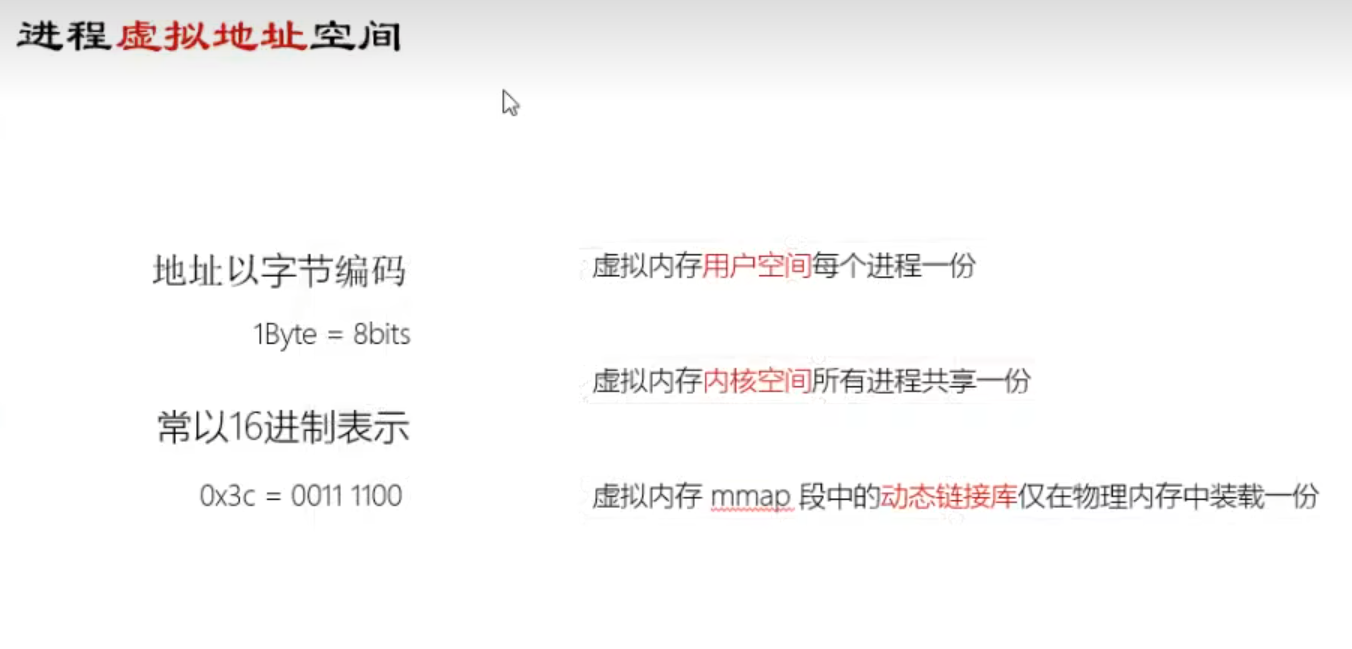 进程虚拟地址空间
地址以字节编码
1Byte = 8bits
常以16进制表示
0x3c = 0011 1100
虚拟内存用户空间每个进程一份
虚拟内存内核空间所有进程共享一份
虚拟内存 mmap 段中的动态链接库仅在物理内存中装载一份